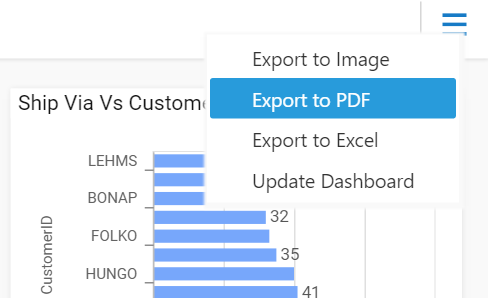 Export to Image
Export to PDF
Export to Excel
Update Dashboard
Ship Via Vs Custome
CustomerID
LEHMS
BONAP
32
FOLKO
35
HUNGO
41